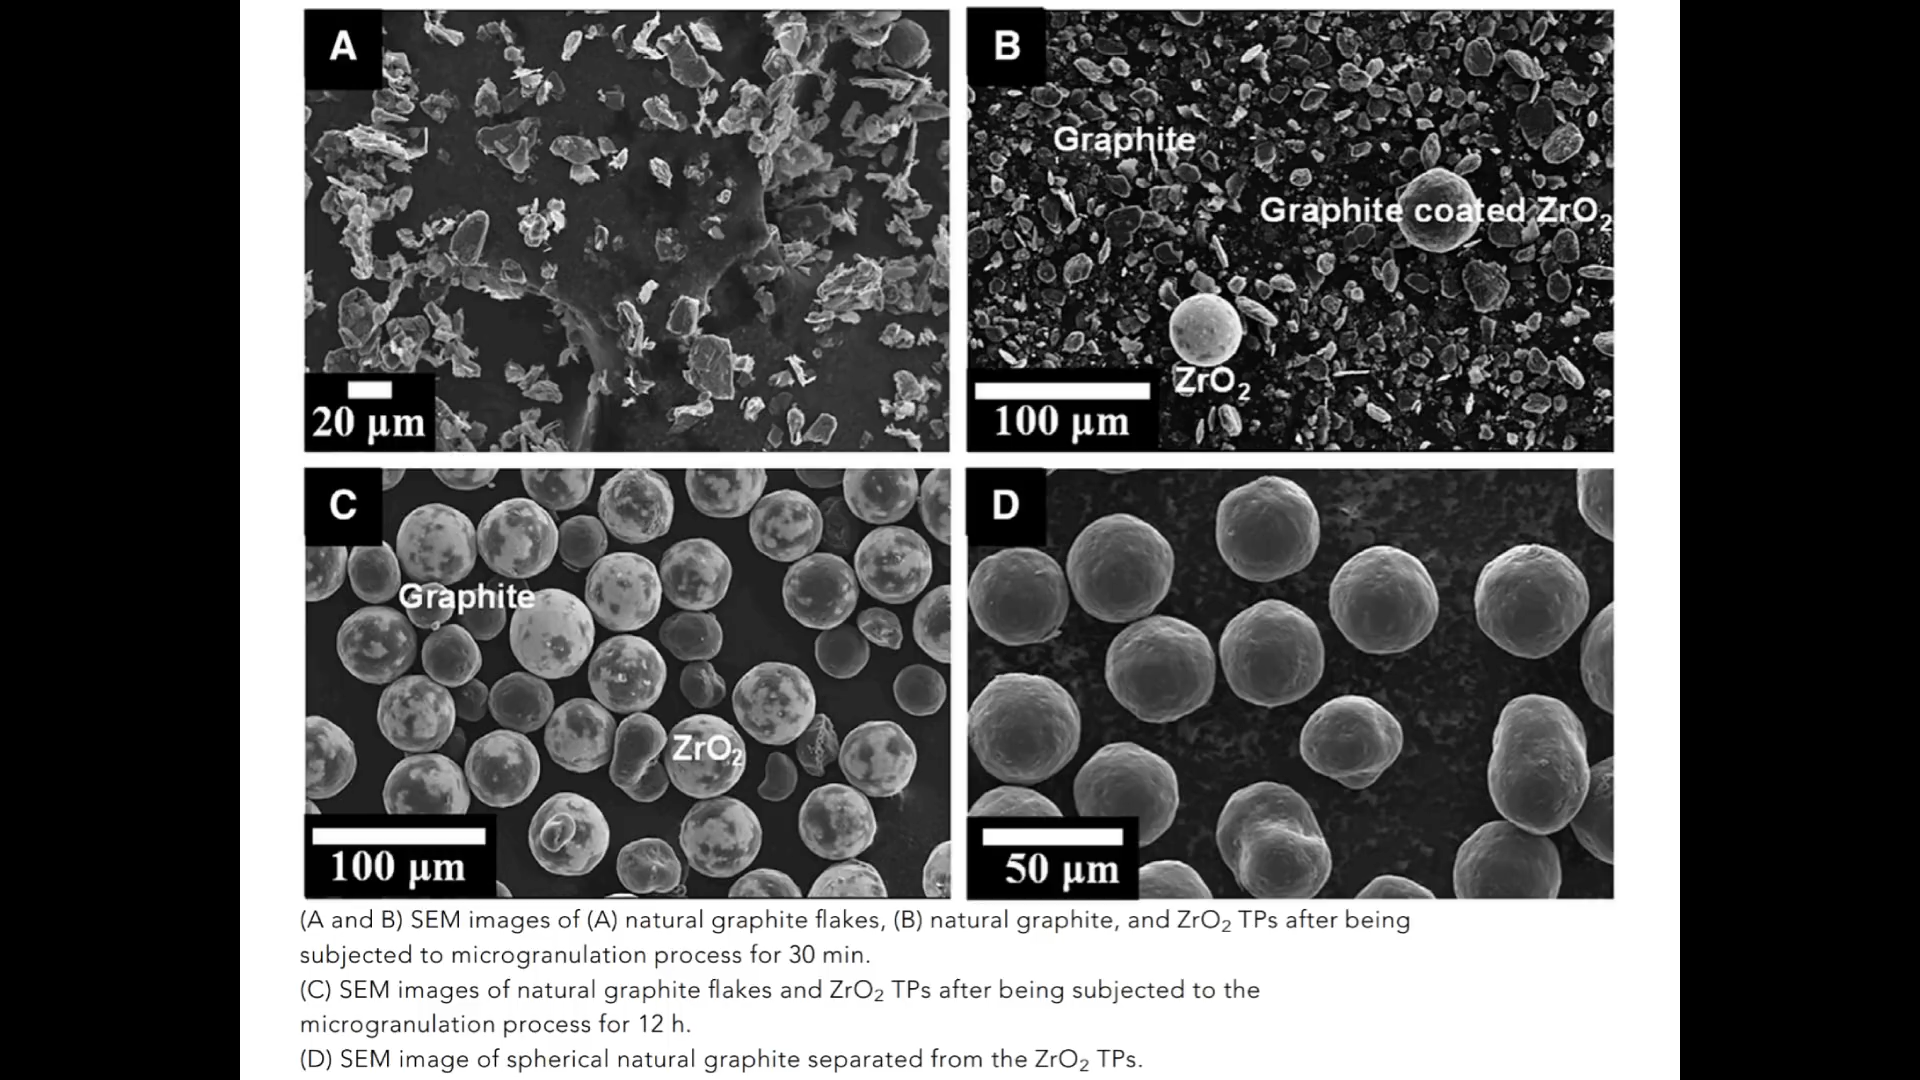 A
B
Graphite
Graphite coated ZrO₂
ZrO₂
20 µm
100 µm
C
D
Graphite
ZrO₂
100 µm
50 µm
(A and B) SEM images of (A) natural graphite flakes, (B) natural graphite, and ZrO₂ TPs after being
subjected to microgranulation process for 30 min.
(C) SEM images of natural graphite flakes and ZrO₂ TPs after being subjected to the
microgranulation process for 12 h.
(D) SEM image of spherical natural graphite separated from the ZrO₂ TPs.